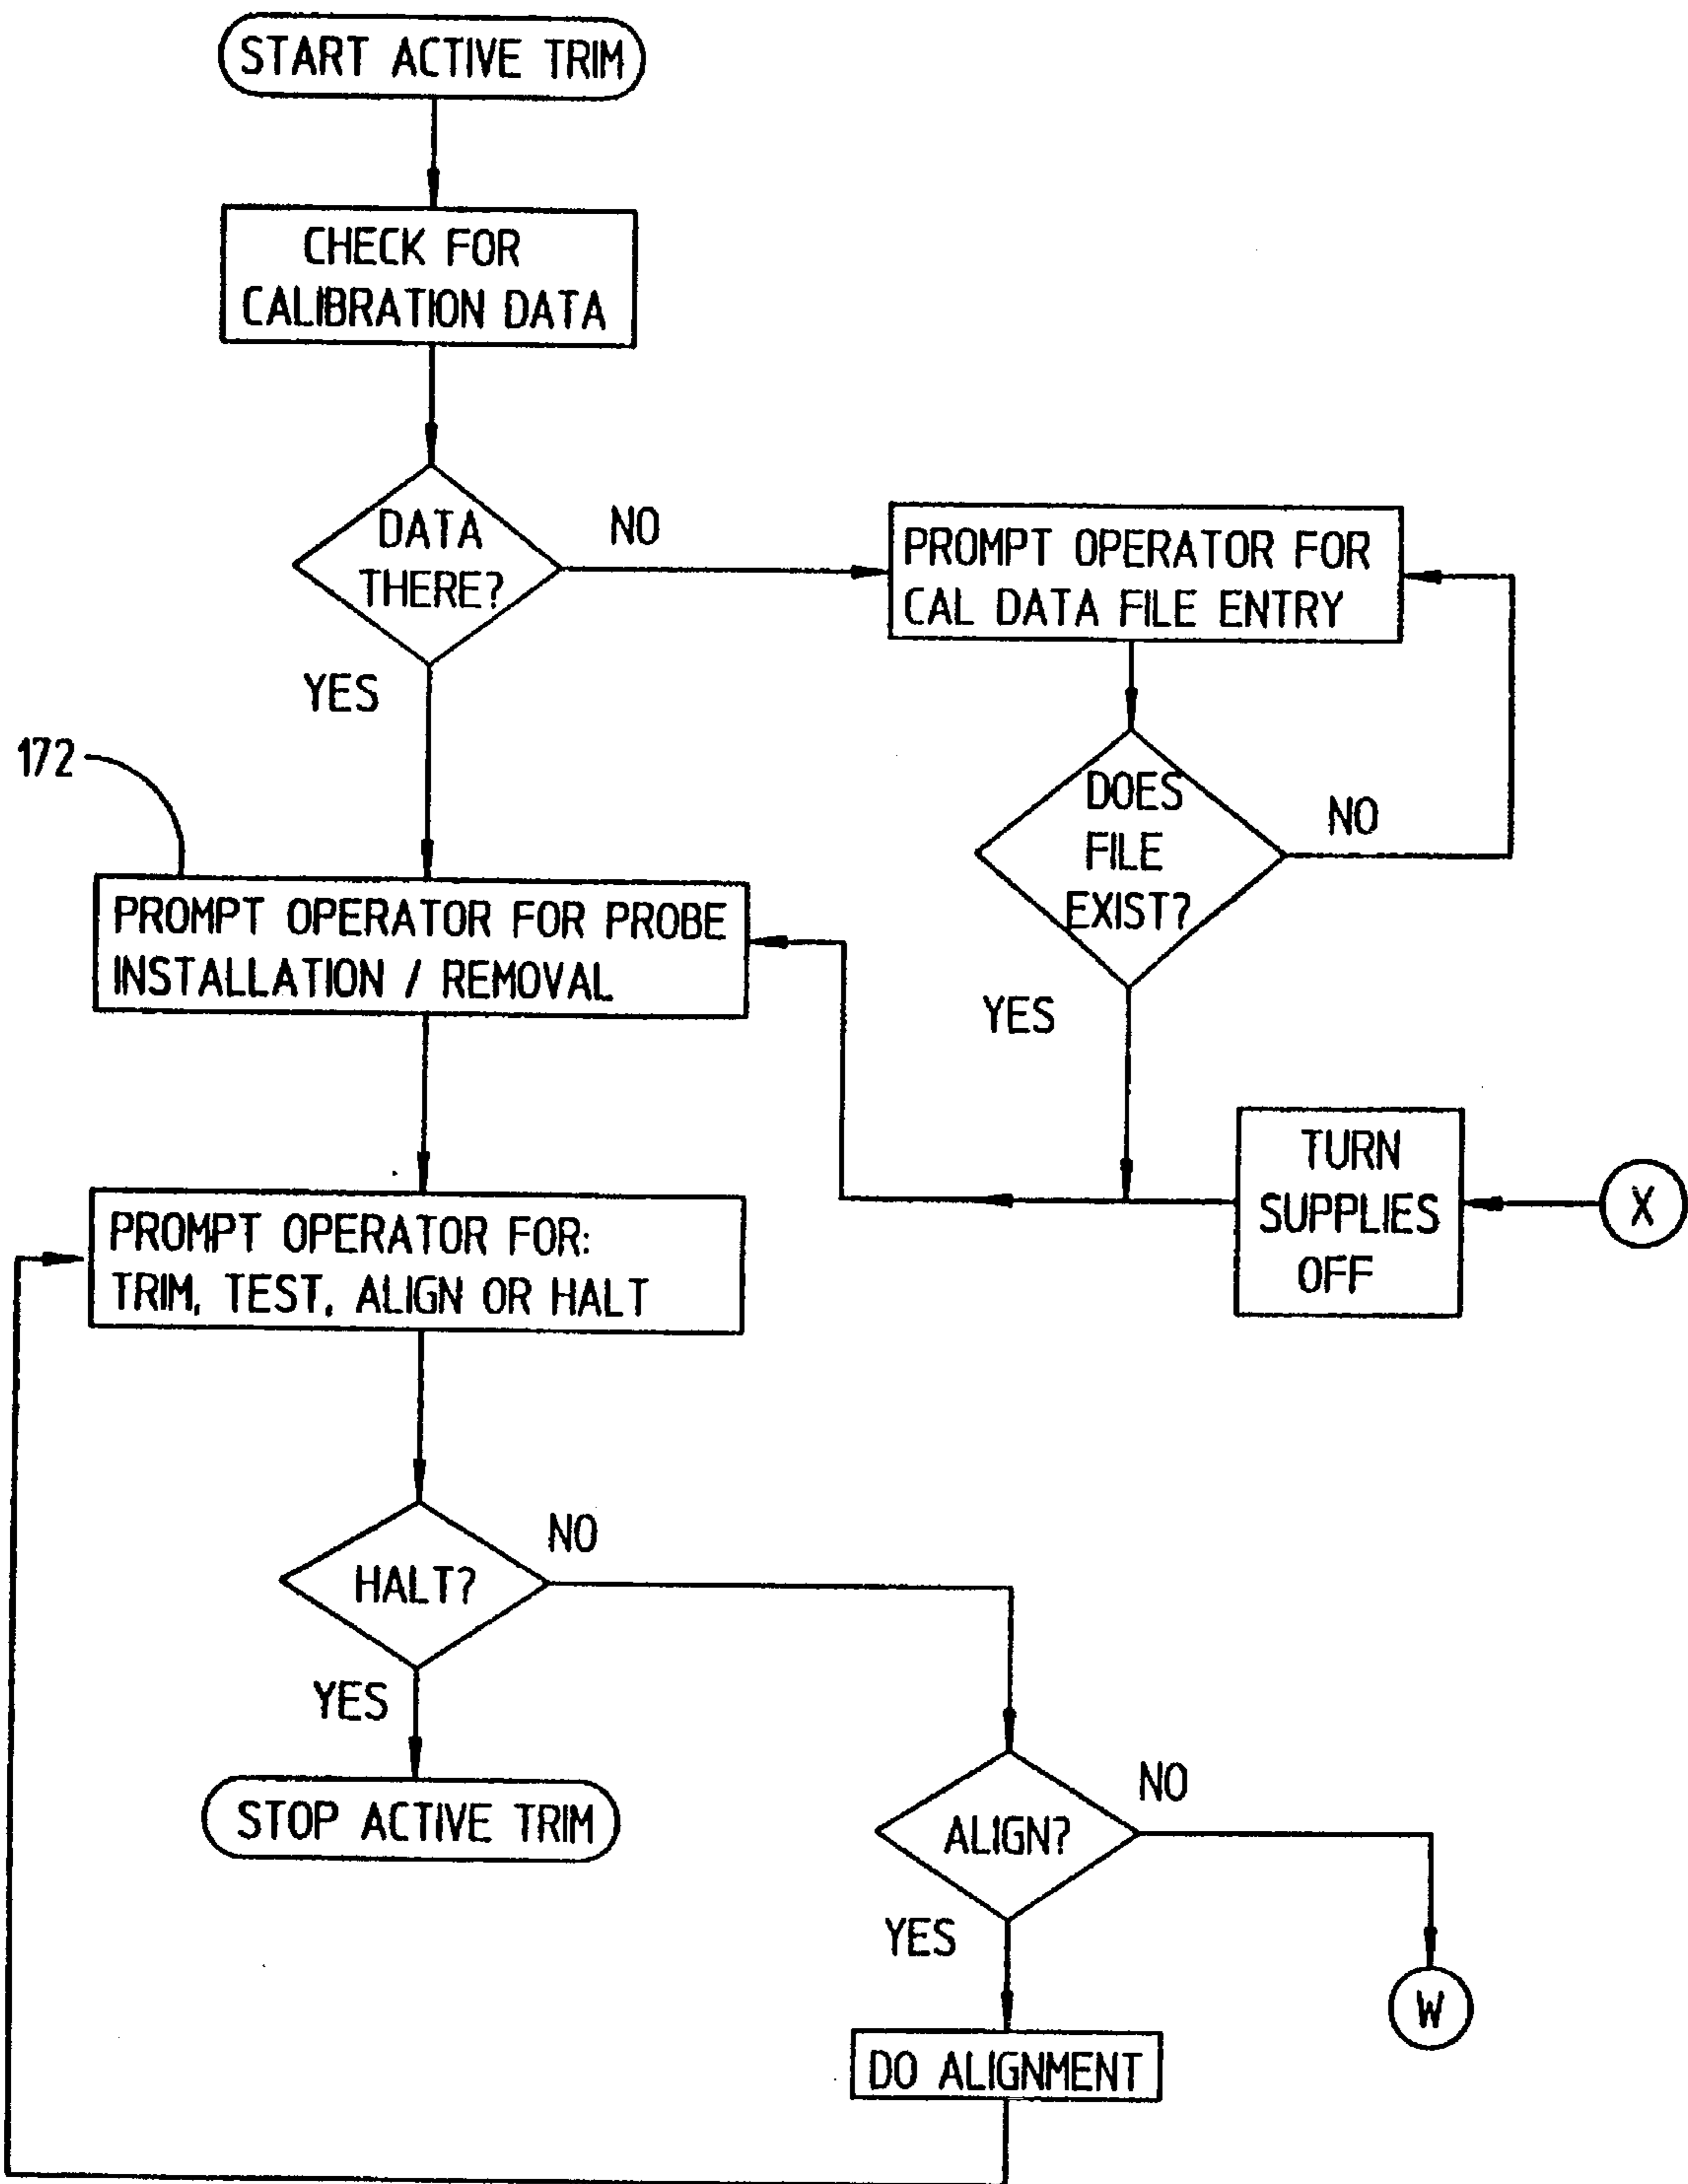 START ACTIVE TRIM
CHECK FOR
CALIBRATION DATA
DATA
THERE?
NO
YES
PROMPT OPERATOR FOR
CAL DATA FILE ENTRY
DOES
FILE
EXIST?
NO
YES
172
PROMPT OPERATOR FOR PROBE
INSTALLATION / REMOVAL
TURN
SUPPLIES
OFF
X
PROMPT OPERATOR FOR:
TRIM, TEST, ALIGN OR HALT
HALT?
NO
YES
STOP ACTIVE TRIM
ALIGN?
NO
YES
W
DO ALIGNMENT